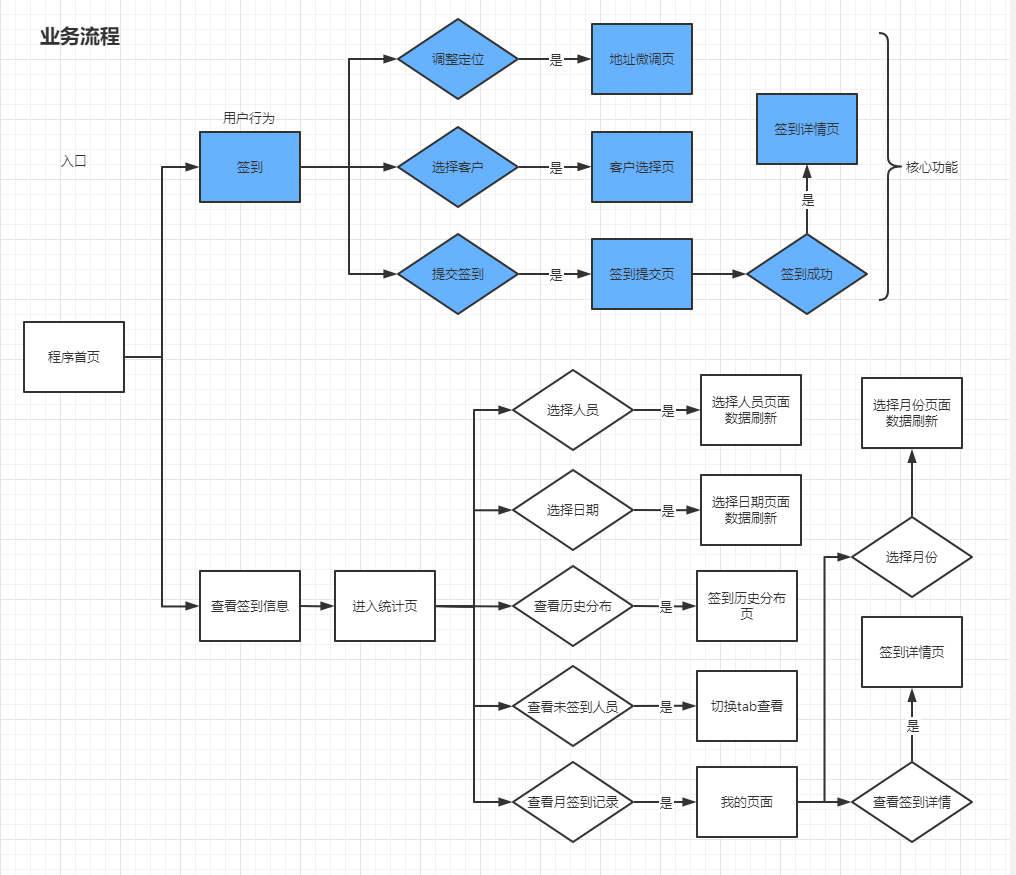 业务流程
调整定位
是
地址微调页
用户行为
入口
签到
选择客户
是
客户选择页
签到详情页
是
核心功能
提交签到
是
签到提交页
签到成功
程序首页
选择人员
是
选择人员页面
数据刷新
选择月份页面
数据刷新
选择日期
是
选择日期页面
数据刷新
选择月份
查看签到信息
进入统计页
查看历史分布
是
签到历史分布
页
签到详情页
查看未签到人员
是
切换tab查看
是
查看月签到记录
是
我的页面
查看签到详情